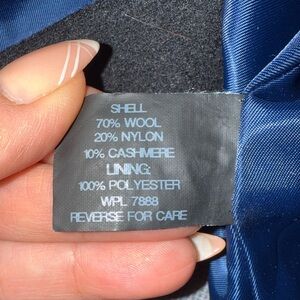 SHELL
70% WOOL
20% NYLON
10% CASHMERE
LINING:
100% POLYESTER
WPL 7888
REVERSE FOR CARE